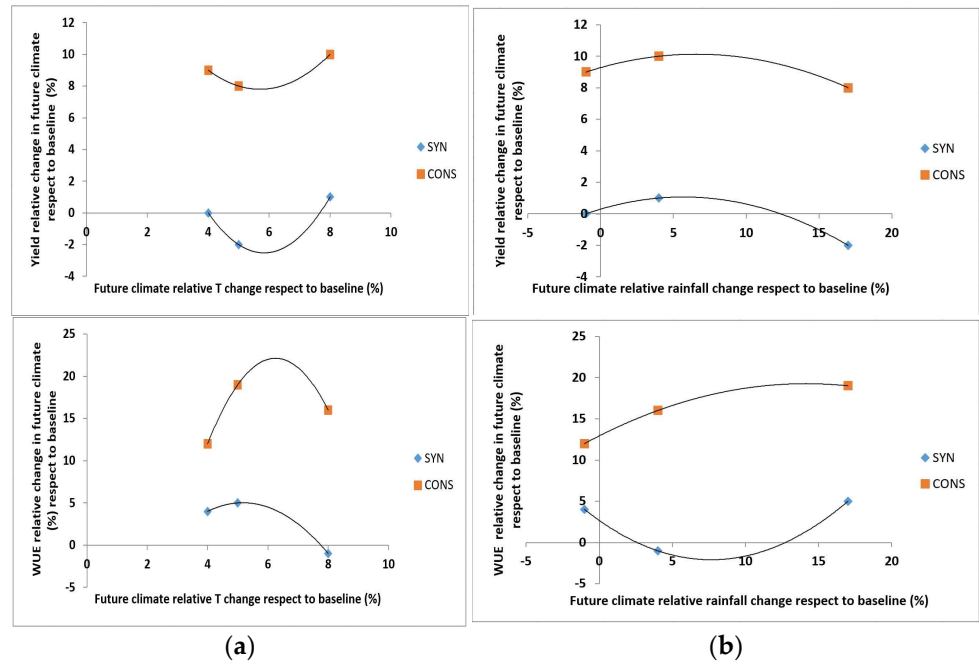 12
10
8
6
4
2
0
-2
-4
0
2
4
6
8
10
Yield relative change in future climate
respect to baseline (%)
Future climate relative T change respect to baseline (%)
SYN
CONS
12
10
8
6
4
2
0
-2
-4
-5
0
5
10
15
20
Yield relative change in future climate
respect to baseline (%)
Future climate relative rainfall change respect to baseline (%)
SYN
CONS
25
20
15
10
5
0
-5
0
2
4
6
8
10
WUE relative change in future climate
(%) respect to baseline
Future climate relative T change respect to baseline (%)
SYN
CONS
25
20
15
10
5
0
-5
-5
0
5
10
15
20
WUE relative change in future climate
respect to baseline (%)
Future climate relative rainfall change respect to baseline (%)
SYN
CONS
(a)
(b)